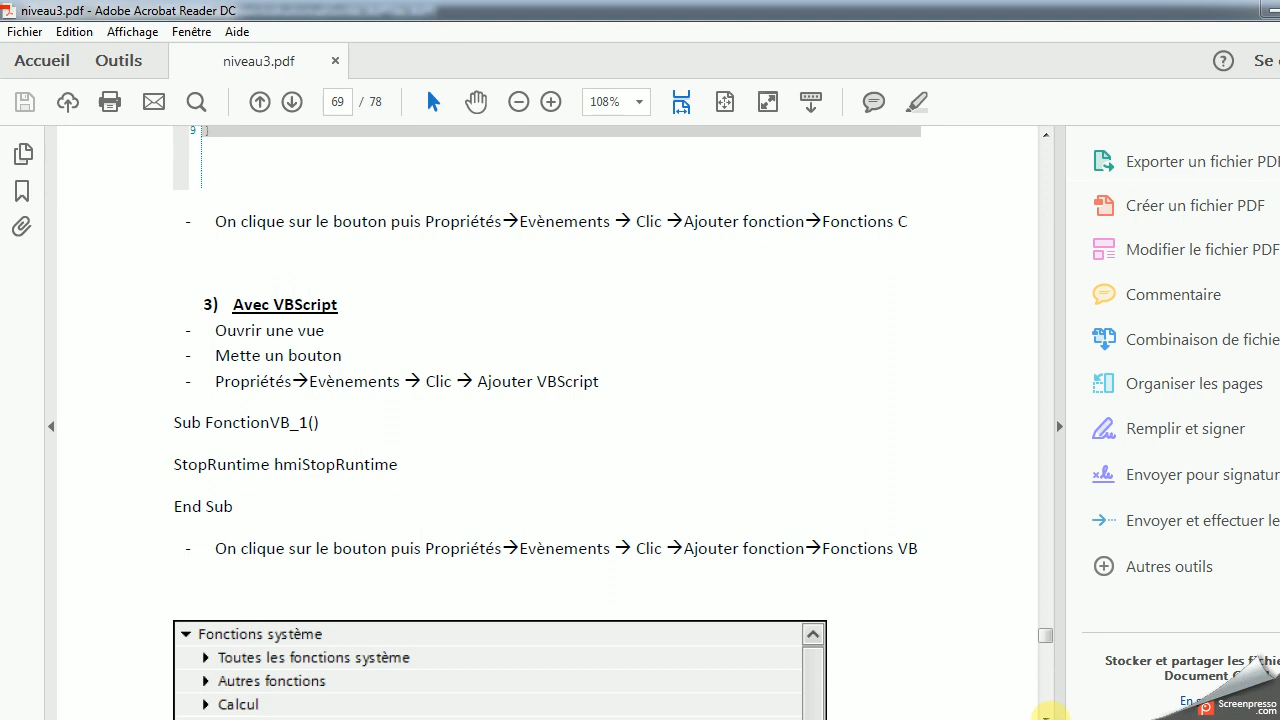 niveau3.pdf - Adobe Acrobat Reader DC
Fichier Edition Affichage Fenêtre Aide
Accueil Outils niveau3.pdf × ? Se
69 / 78 108%
9 }
- On clique sur le bouton puis Propriétés→Evènements → Clic →Ajouter fonction→Fonctions C
3) Avec VBScript
- Ouvrir une vue
- Mette un bouton
- Propriétés→Evènements → Clic → Ajouter VBScript
Sub FonctionVB_1()
StopRuntime hmiStopRuntime
End Sub
- On clique sur le bouton puis Propriétés→Evènements → Clic →Ajouter fonction→Fonctions VB
Fonctions système
Toutes les fonctions système
Autres fonctions
Calcul
Exporter un fichier PDF
Créer un fichier PDF
Modifier le fichier PDF
Commentaire
Combinaison de fichie
Organiser les pages
Remplir et signer
Envoyer pour signatur
Envoyer et effectuer le
Autres outils
Stocker et partager les fichie
Document C
En
Screenpresso
.com